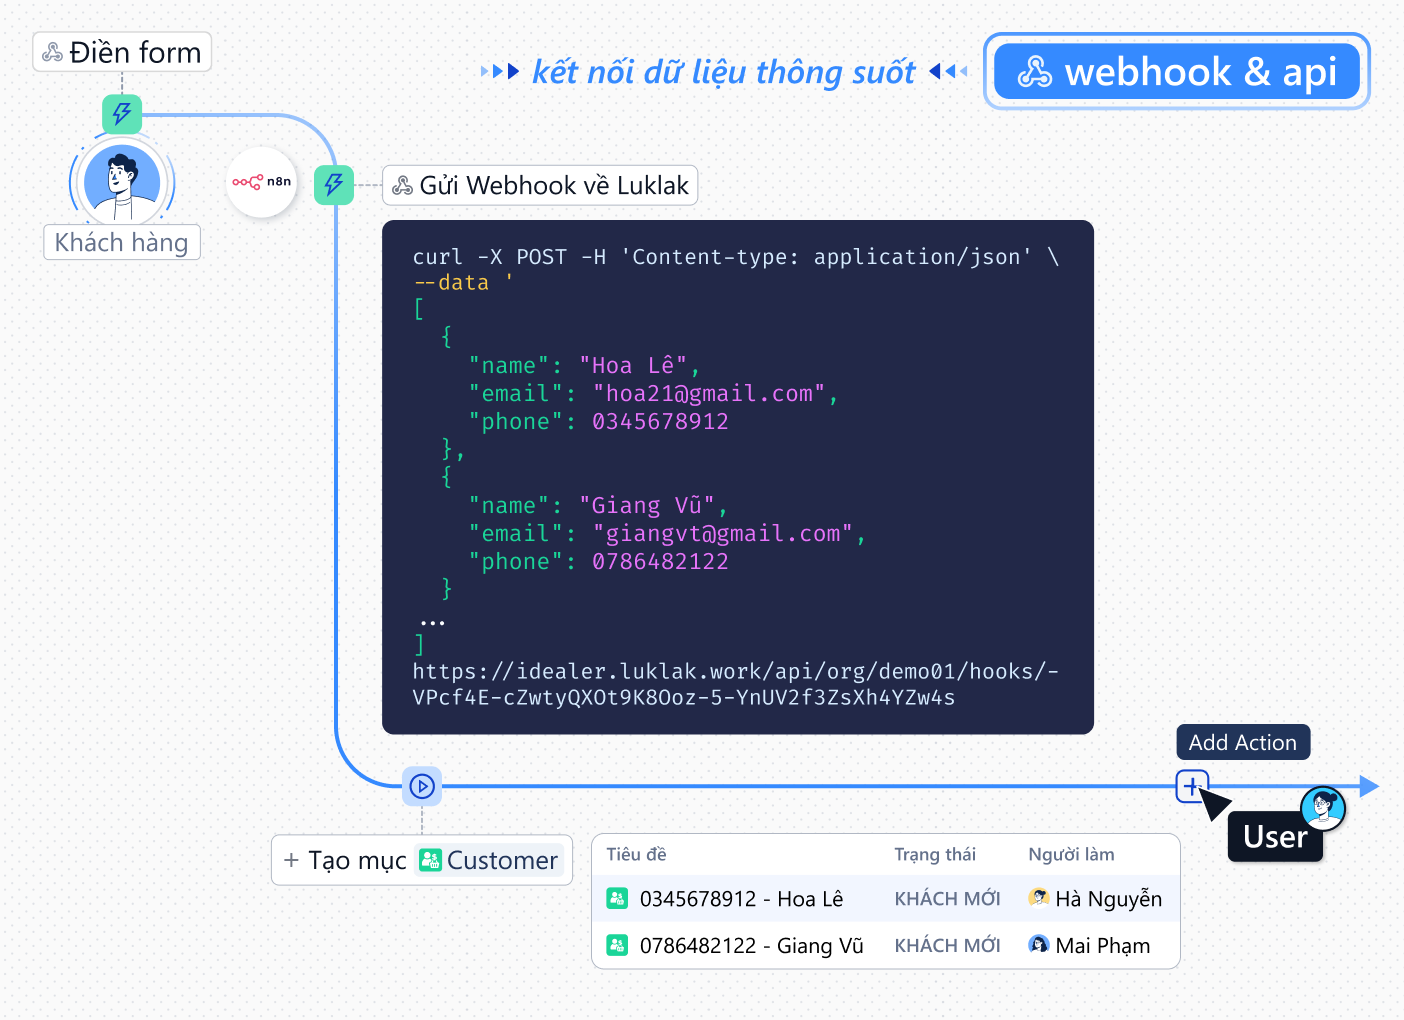 Điền form
kết nối dữ liệu thông suốt
webhook & api
n8n
Gửi Webhook về Luklak
Khách hàng
curl -X POST -H 'Content-type: application/json' \
--data '
[
{
"name": "Hoa Lê",
"email": "hoa21@gmail.com",
"phone": 0345678912
},
{
"name": "Giang Vũ",
"email": "giangvt@gmail.com",
"phone": 0786482122
}
...
]
https://idealer.luklak.work/api/org/demo01/hooks/-
VPcf4E-cZwtyQXOt9K8Ooz-5-YnUV2f3ZsXh4YZw4s
Add Action
User
+ Tạo mục Customer
Tiêu đề Trạng thái Người làm
0345678912 - Hoa Lê KHÁCH MỚI Hà Nguyễn
0786482122 - Giang Vũ KHÁCH MỚI Mai Phạm